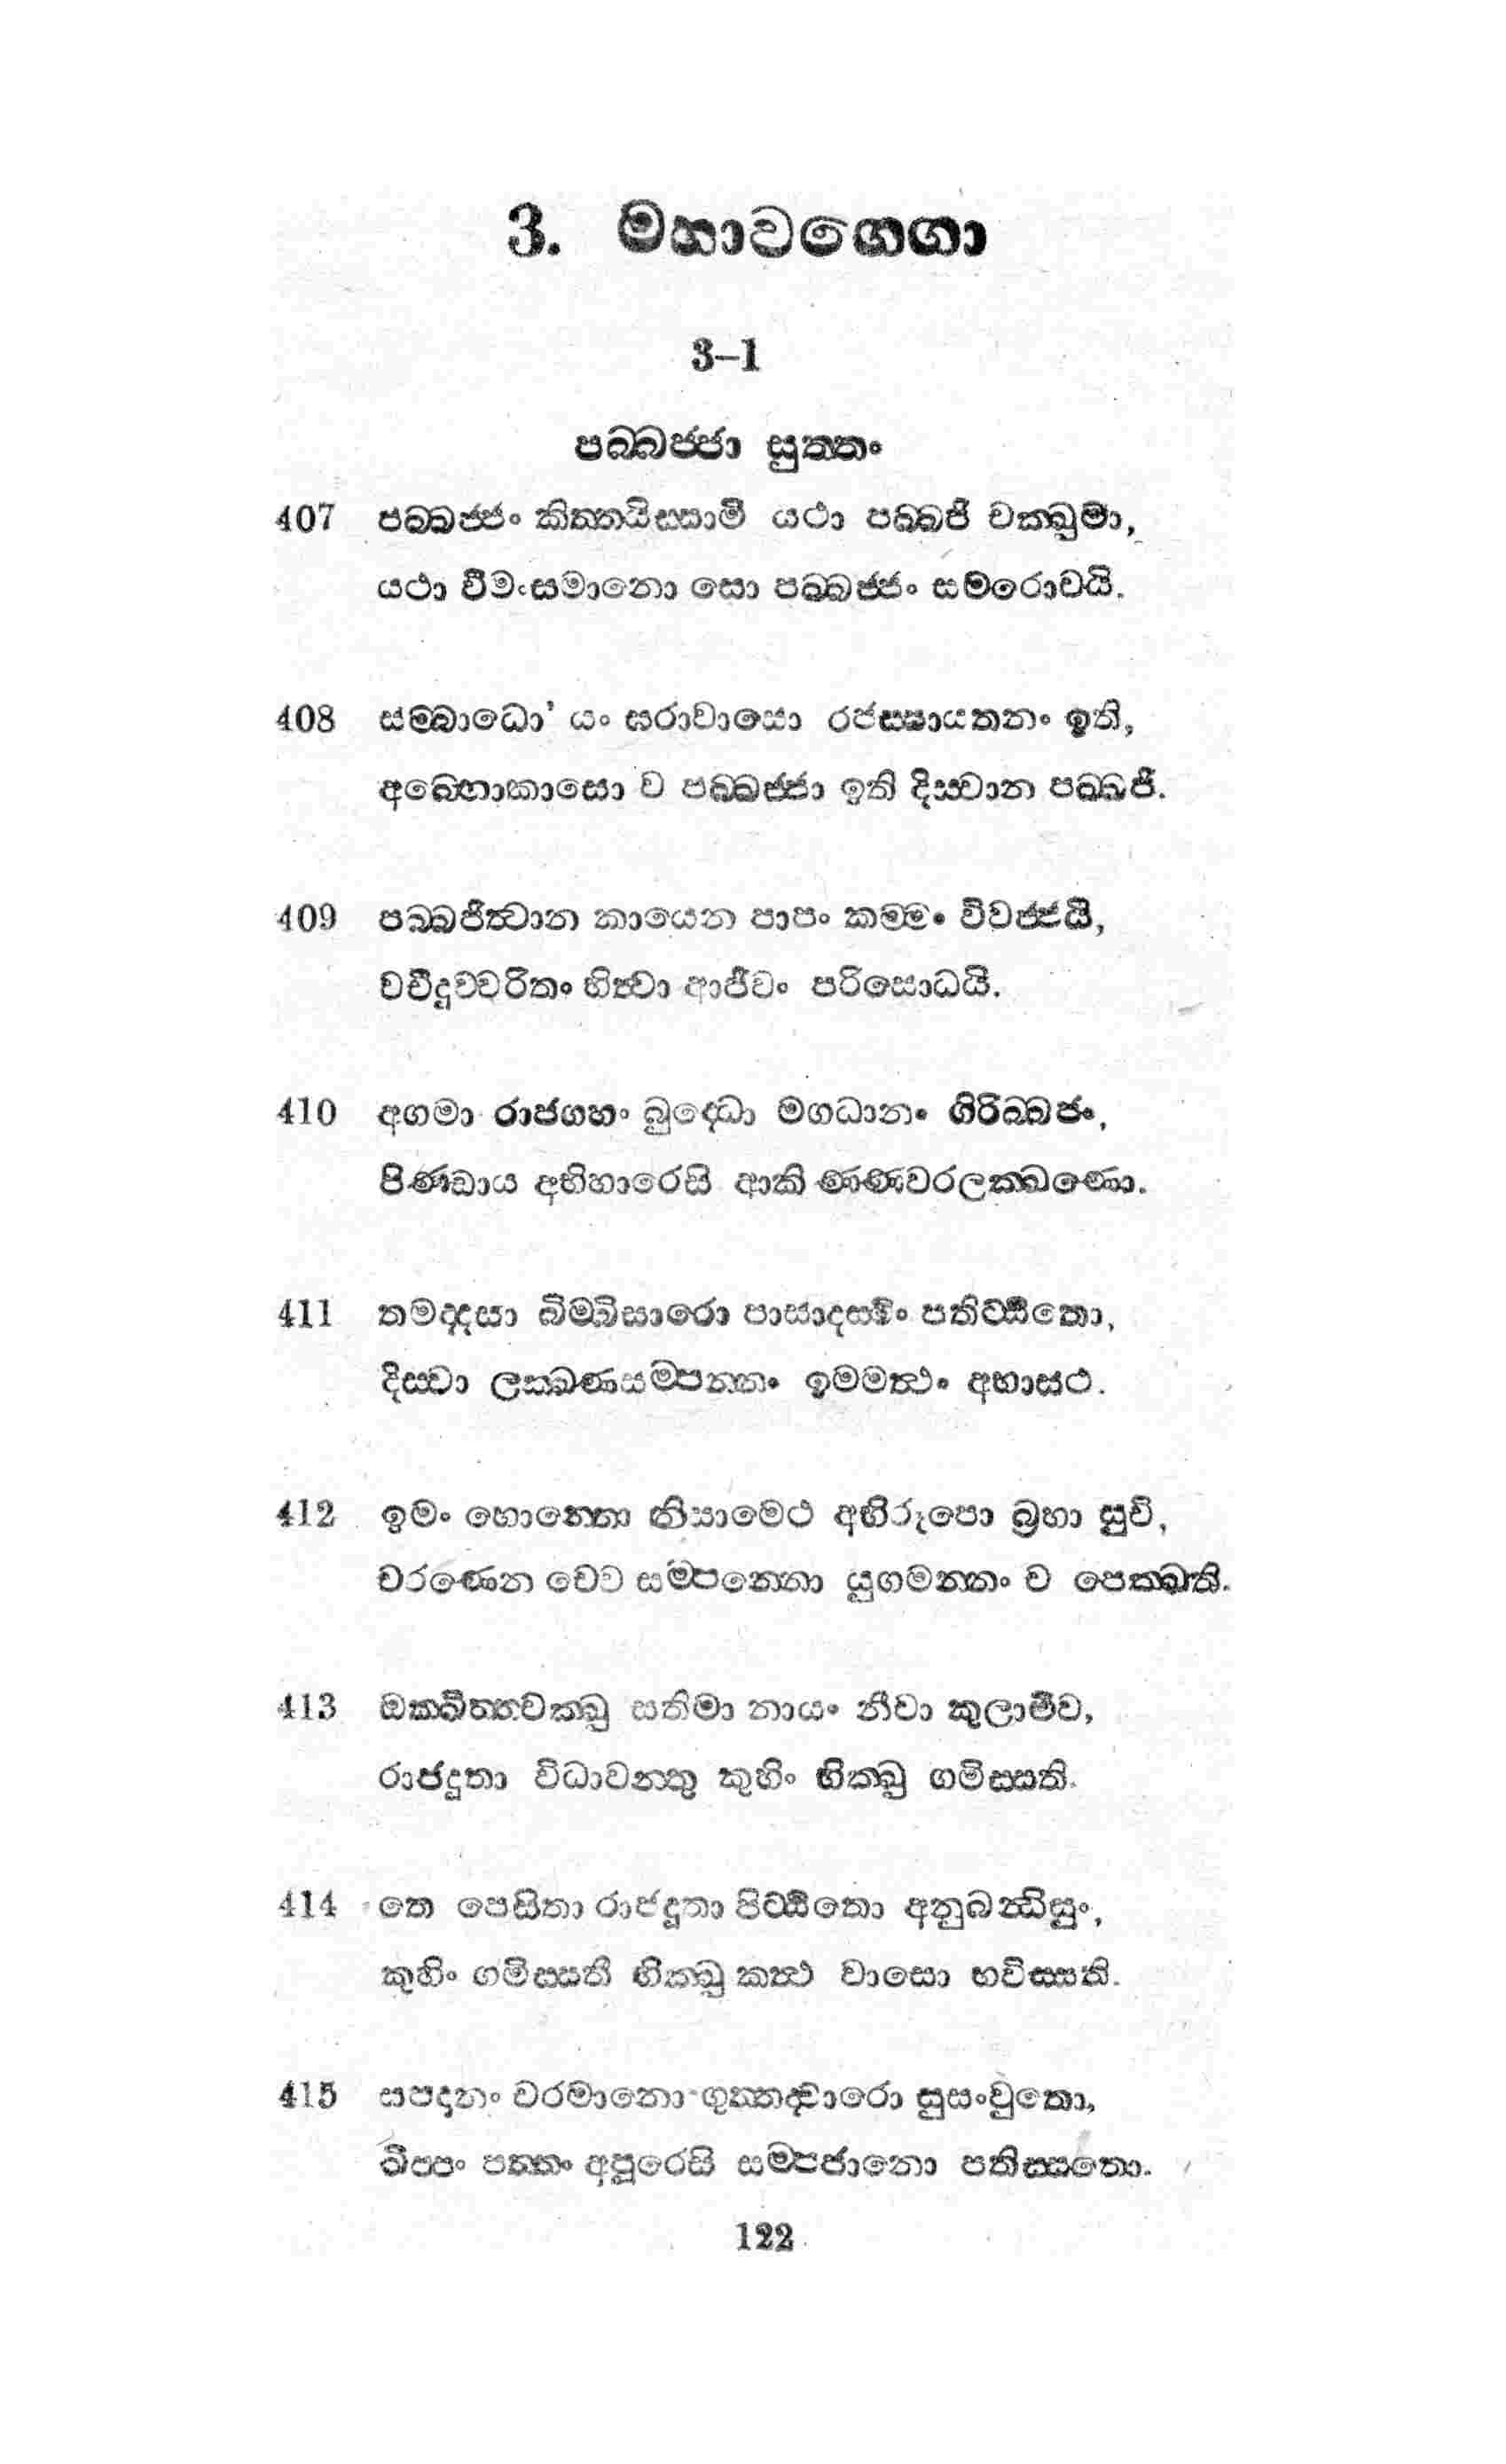 3. මහාවග්ගො
3–1
පබ්බජ්ජා සුත්තං
407 පබ්බජ්ජං කිත්තයිස්සාමි යථා පබ්බජි චක්ඛුමා,
යථා වීමංසමානො සො පබ්බජ්ජං සමරොචයි.
408 සම්බාධො' යං ඝරාවාසො රජස්සායතනං ඉති,
අබ්භොකාසො ව පබ්බජ්ජා ඉති දිස්වාන පබ්බජි.
409 පබ්බජිත්වාන කායෙන පාපං කම්මං විවජ්ජයි,
වචීදුච්චරිතං හිත්වා ආජීවං පරිසොධයි.
410 අගමා රාජගහං බුද්ධො මගධානං ගිරිබ්බජං,
පිණ්ඩාය අභිහාරෙසි ආකිණ්ණවරලක්ඛණො.
411 තමද්දසා බිම්බිසාරො පාසාදස්මිං පතිට්ඨිතො,
දිස්වා ලක්ඛණසම්පන්නං ඉමමත්ථං අභාසථ.
412 ඉමං හොන්තො නිසාමෙථ අභිරූපො බ්‍රහා සුචි,
චරණෙන චෙව සම්පන්නො යුගමත්තං ච පෙක්ඛති.
413 ඔක්ඛිත්තචක්ඛු සතිමා නායං නීචා කුලාමිව,
රාජදූතා විධාවන්තු කුහිං භික්ඛු ගමිස්සති.
414 තෙ පෙසිතා රාජදූතා පිට්ඨිතො අනුබන්ධිසුං,
කුහිං ගමිස්සති භික්ඛු කත්ථ වාසො භවිස්සති.
415 සපදානං චරමානො ගුත්තද්වාරො සුසංවුතො,
ඛිප්පං පත්තං අපූරෙසි සම්පජානො පතිස්සතො.
122